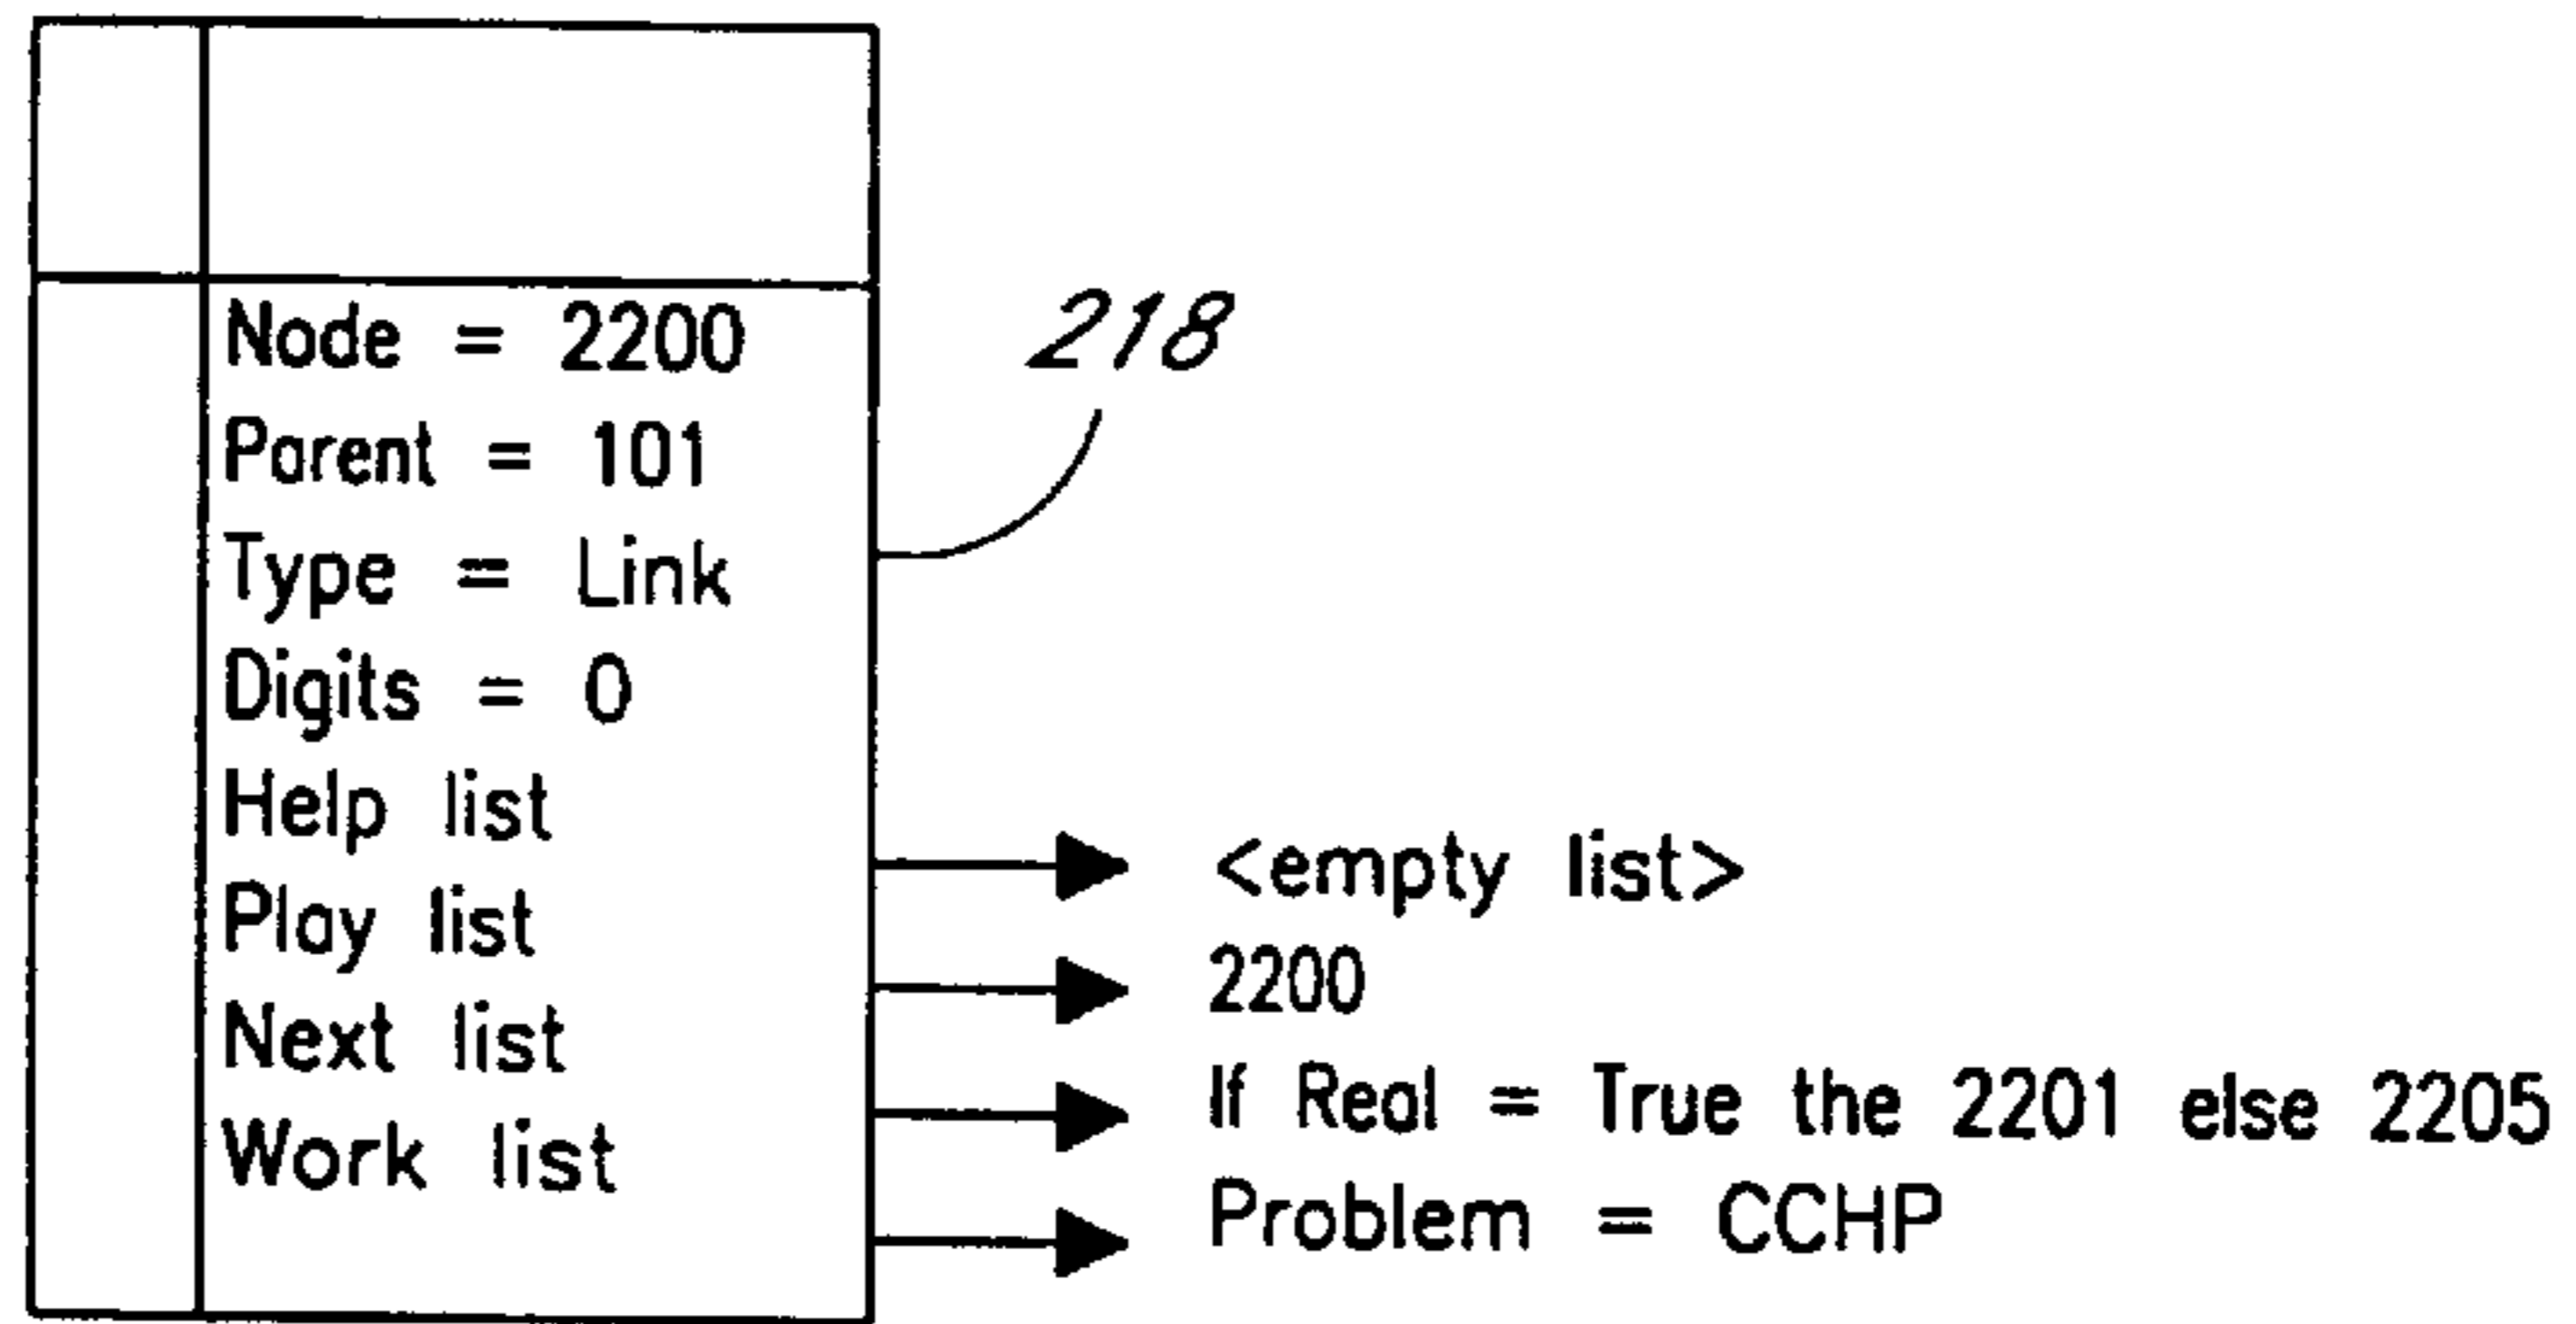 218
Node = 2200
Parent = 101
Type = Link
Digits = 0
Help list
Play list
Next list
Work list
<empty list>
2200
If Real = True the 2201 else 2205
Problem = CCHP